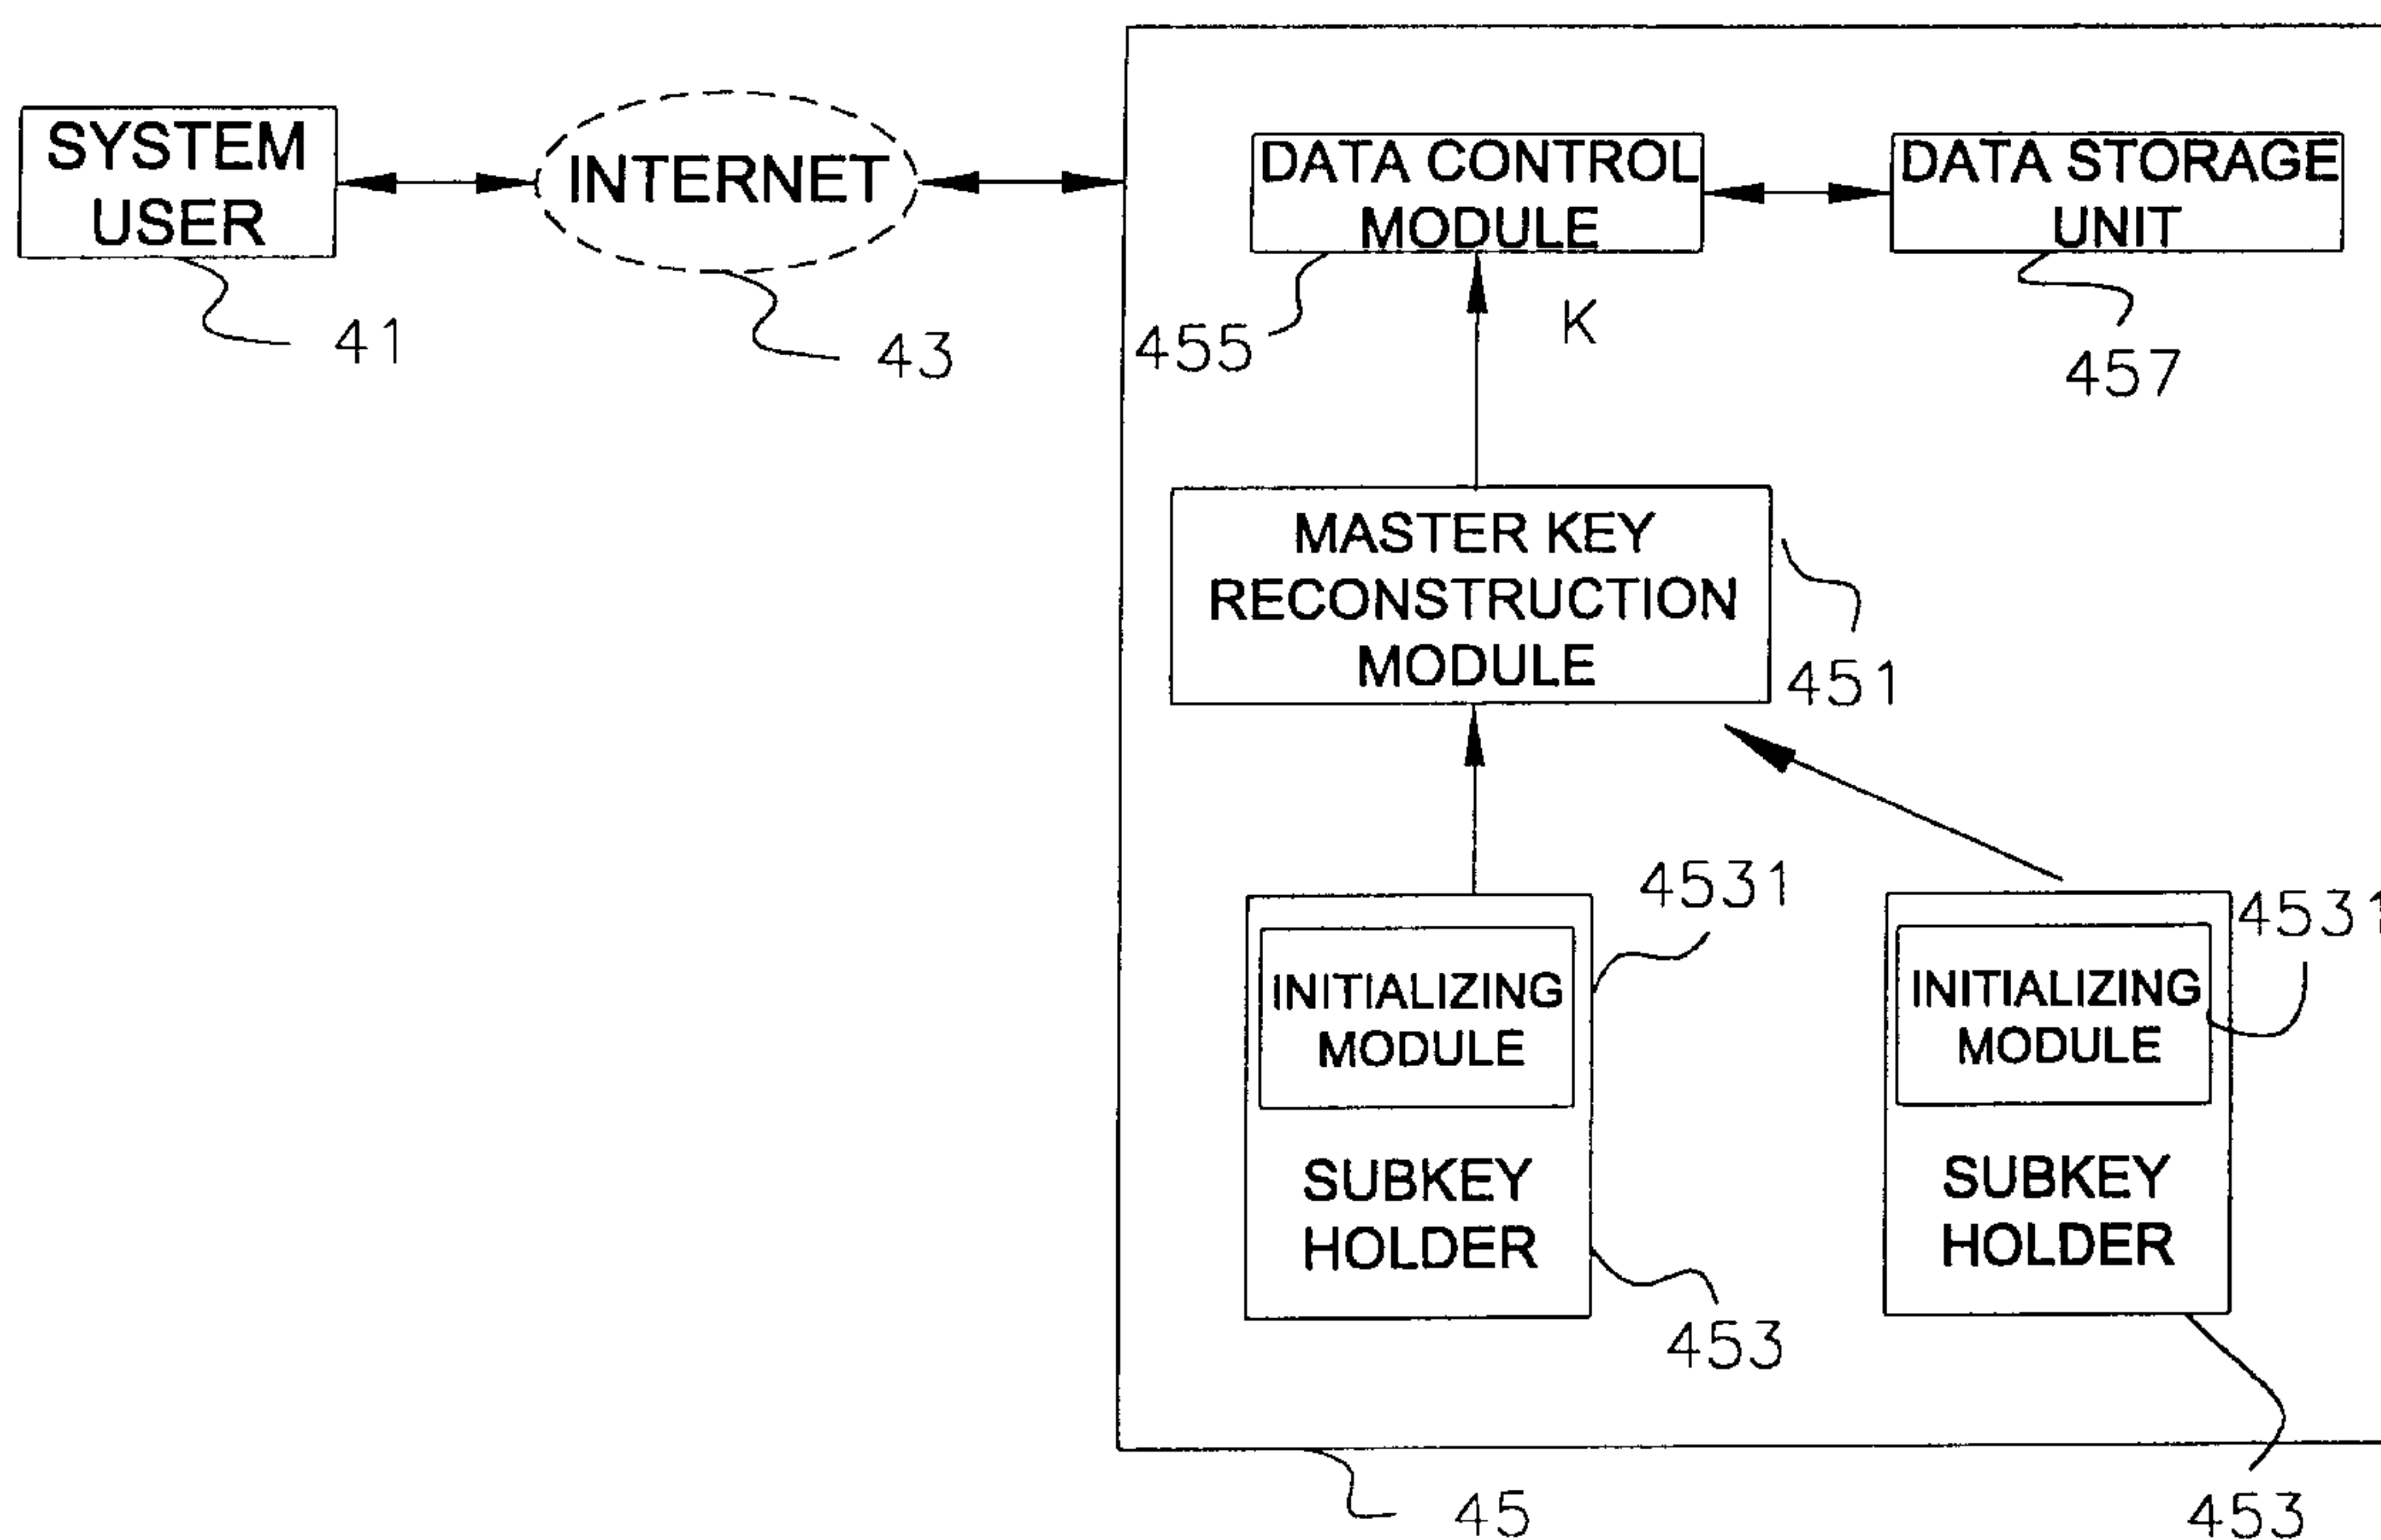 SYSTEM
USER
41
INTERNET
43
DATA CONTROL
MODULE
455
K
DATA STORAGE
UNIT
457
MASTER KEY
RECONSTRUCTION
MODULE
451
4531
INITIALIZING
MODULE
SUBKEY
HOLDER
453
4531
INITIALIZING
MODULE
SUBKEY
HOLDER
453
45